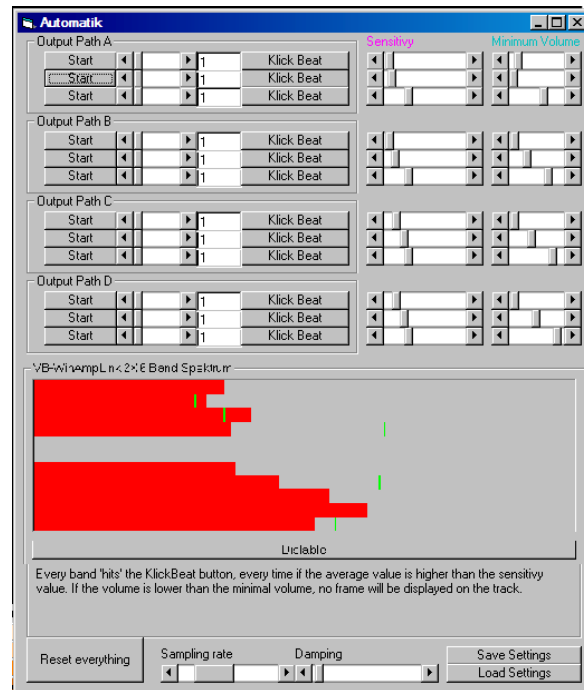 Automatik
Output Path A Sensitivy Minimum Volume
Start 1 Klick Beat
Start 1 Klick Beat
Start 1 Klick Beat
Output Path B
Start 1 Klick Beat
Start 1 Klick Beat
Start 1 Klick Beat
Output Path C
Start 1 Klick Beat
Start 1 Klick Beat
Start 1 Klick Beat
Output Path D
Start 1 Klick Beat
Start 1 Klick Beat
Start 1 Klick Beat
Band Spektrum
Every band 'hits' the KlickBeat button, every time if the average value is higher than the sensitivy
value. If the volume is lower than the minimal volume, no frame will be displayed on the track.
Reset everything Sampling rate Damping Save Settings
Load Settings